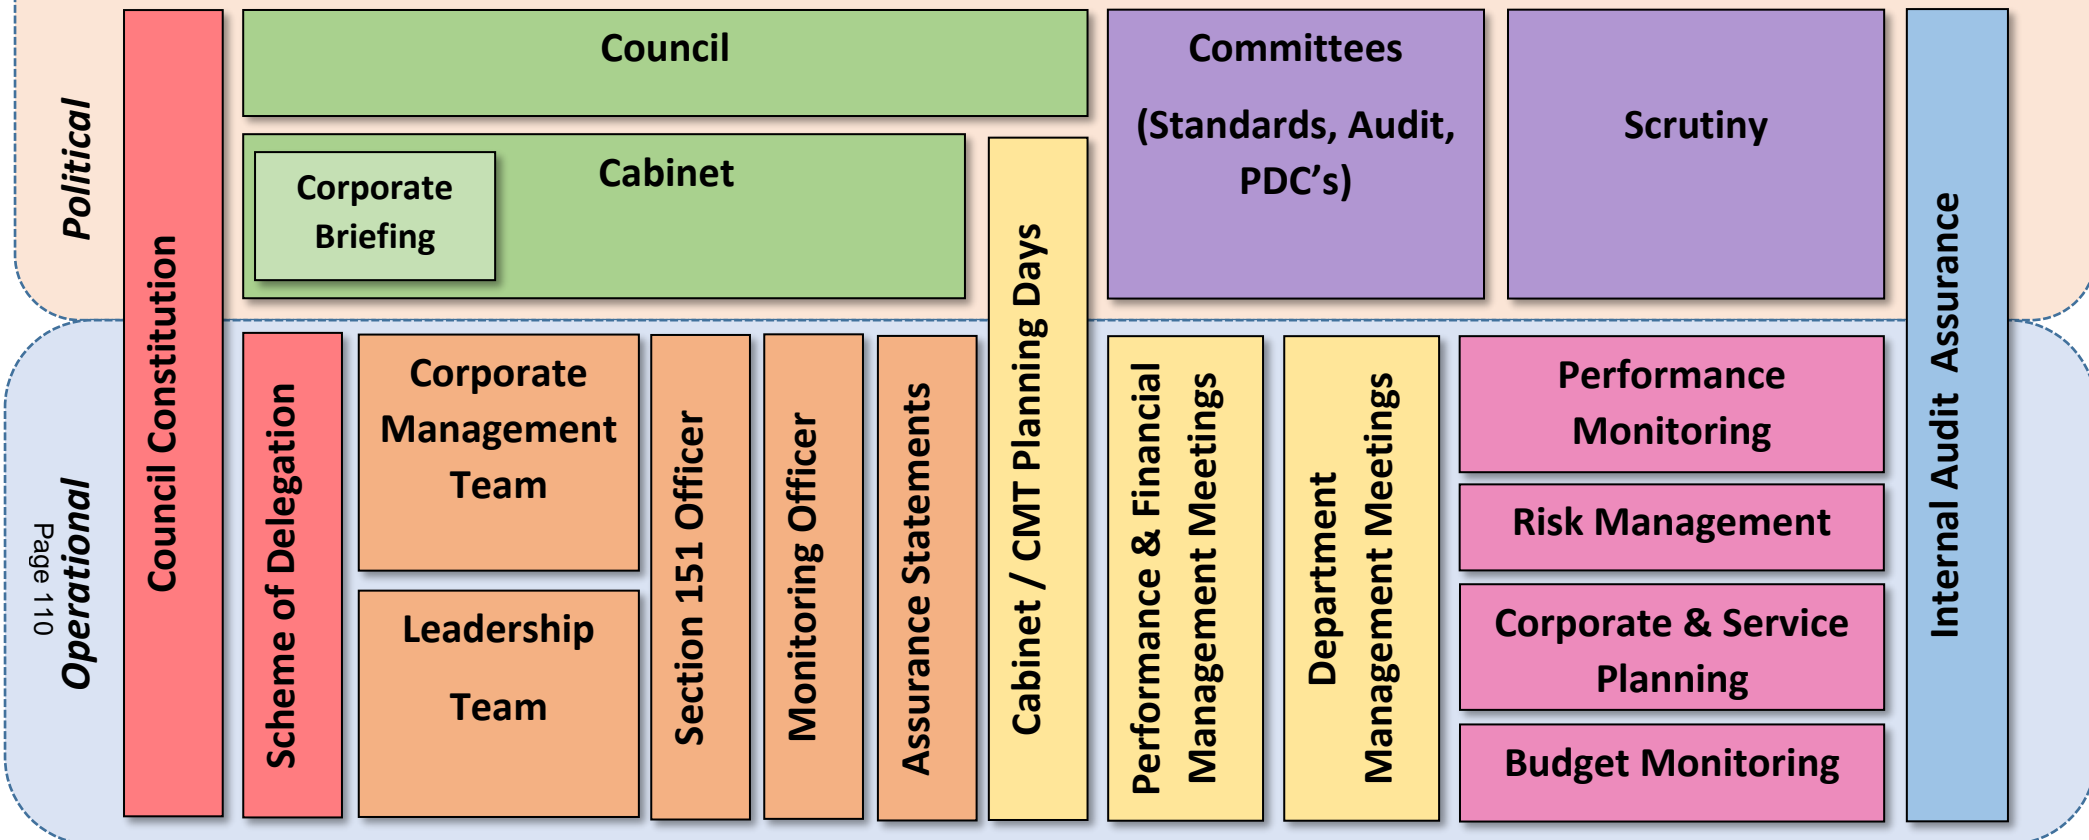 Political
Council Constitution
Council
Cabinet
Corporate
Briefing
Cabinet / CMT Planning Days
Committees
(Standards, Audit,
PDC’s)
Scrutiny
Internal Audit  Assurance
Operational
Page 110
Scheme of Delegation
Corporate
Management
Team
Leadership
Team
Section 151 Officer
Monitoring Officer
Assurance Statements
Performance & Financial
Management Meetings
Department
Management Meetings
Performance
Monitoring
Risk Management
Corporate & Service
Planning
Budget Monitoring